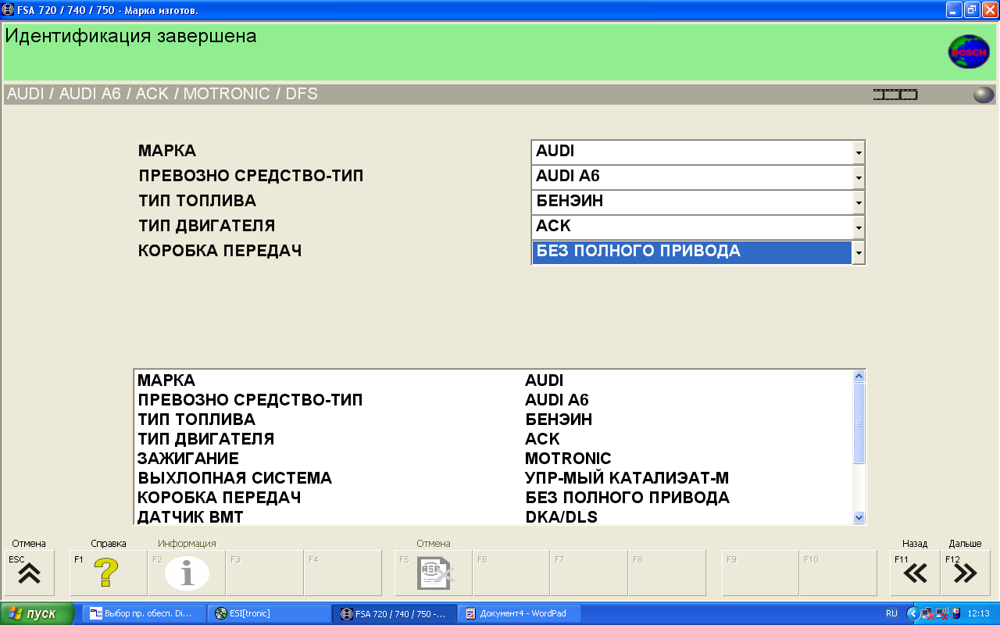 FSA 720 / 740 / 750 - Марка изготов.
Идентификация завершена
BOSCH
AUDI / AUDI A6 / ACK / MOTRONIC / DFS
МАРКА AUDI
ПРЕВОЗНО СРЕДСТВО-ТИП AUDI A6
ТИП ТОПЛИВА БЕНЭИН
ТИП ДВИГАТЕЛЯ ACK
КОРОБКА ПЕРЕДАЧ БЕЗ ПОЛНОГО ПРИВОДА
МАРКА AUDI
ПРЕВОЗНО СРЕДСТВО-ТИП AUDI A6
ТИП ТОПЛИВА БЕНЭИН
ТИП ДВИГАТЕЛЯ ACK
ЗАЖИГАНИЕ MOTRONIC
ВЫХЛОПНАЯ СИСТЕМА УПР-МЫЙ КАТАЛИЭАТ-М
КОРОБКА ПЕРЕДАЧ БЕЗ ПОЛНОГО ПРИВОДА
ДАТЧИК ВМТ DKA/DLS
Отмена Справка Информация Отмена Назад Дальше
ESC F1 F2 F3 F4 F5 F6 F7 F8 F9 F10 F11 F12
ASA
пуск Выбор пр. обесп. Di... ESI[tronic] FSA 720 / 740 / 750 -... Документ4 - WordPad RU 12:13